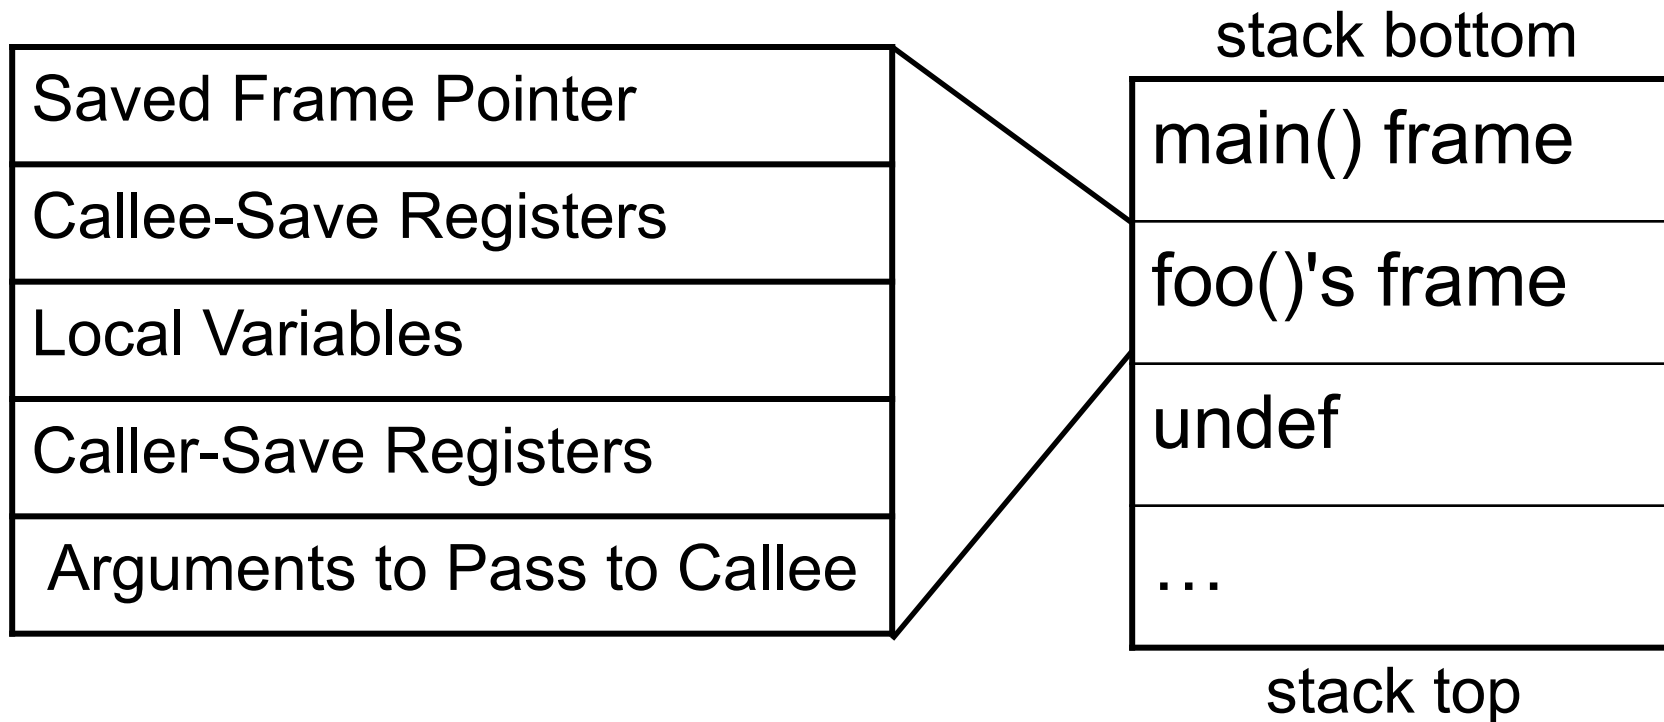 Saved Frame Pointer
Callee-Save Registers
Local Variables
Caller-Save Registers
Arguments to Pass to Callee
stack bottom
main() frame
foo()'s frame
undef
…
stack top